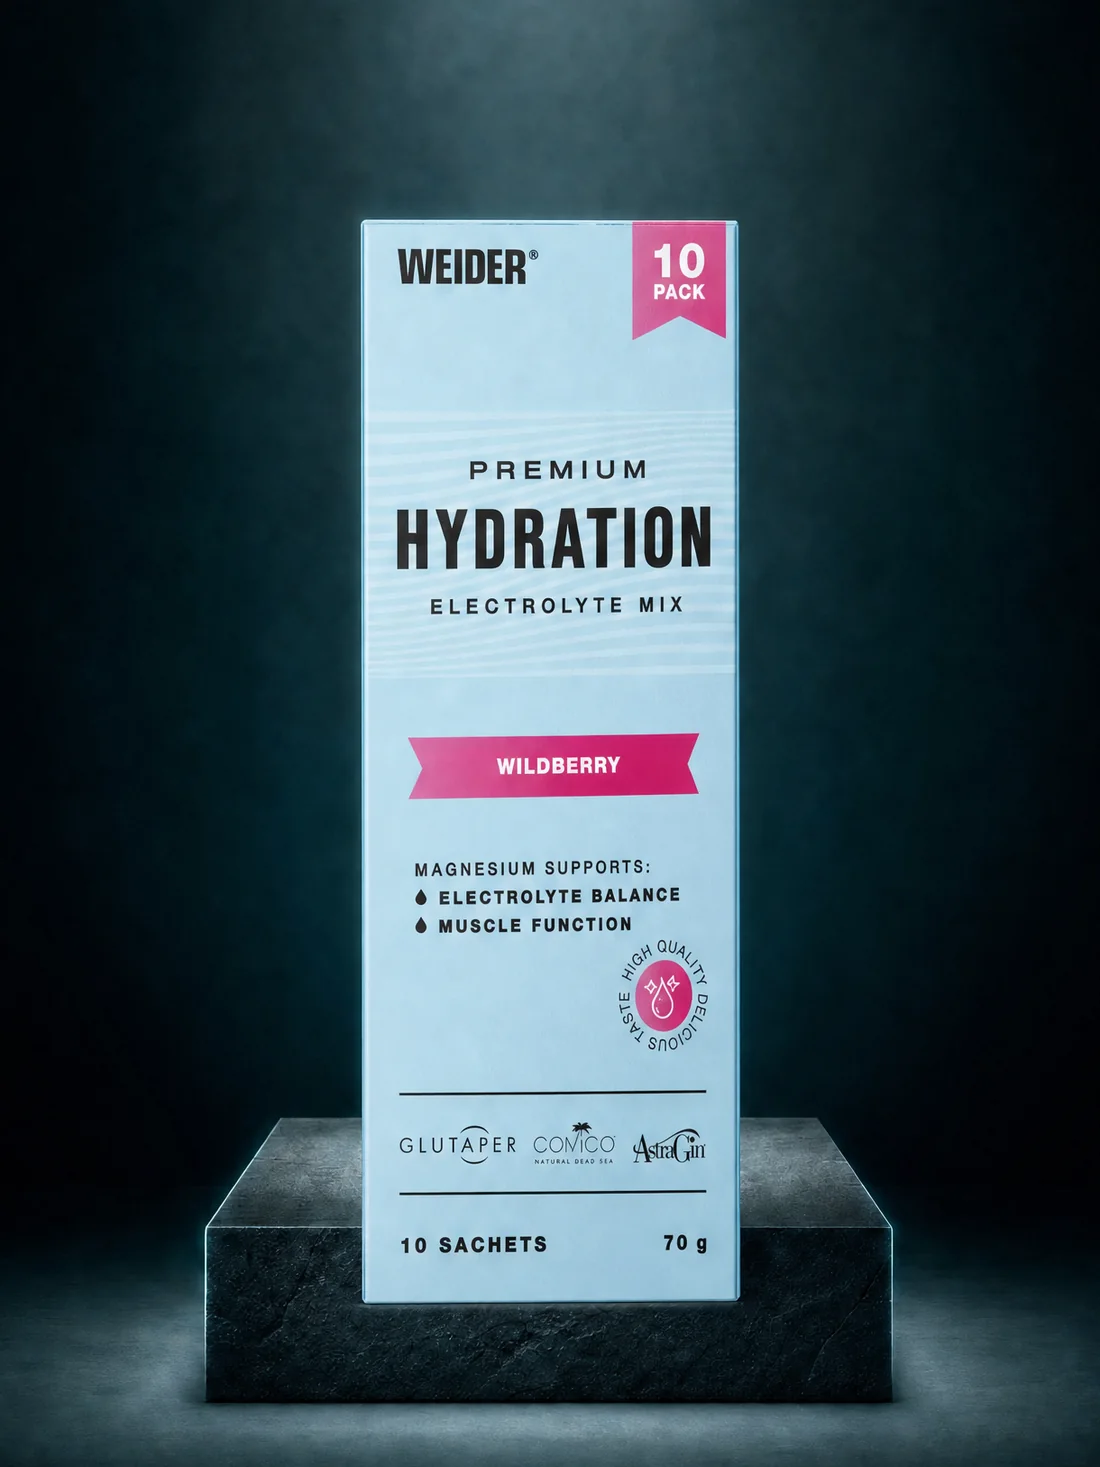 WEIDER®
10
PACK
PREMIUM
HYDRATION
ELECTROLYTE MIX
WILDBERRY
MAGNESIUM SUPPORTS:
ELECTROLYTE BALANCE
MUSCLE FUNCTION
HIGH QUALITY DELICIOUS TASTE
GLUTAPER
COMICO
NATURAL DEAD SEA
AstraGin
10 SACHETS
70 g